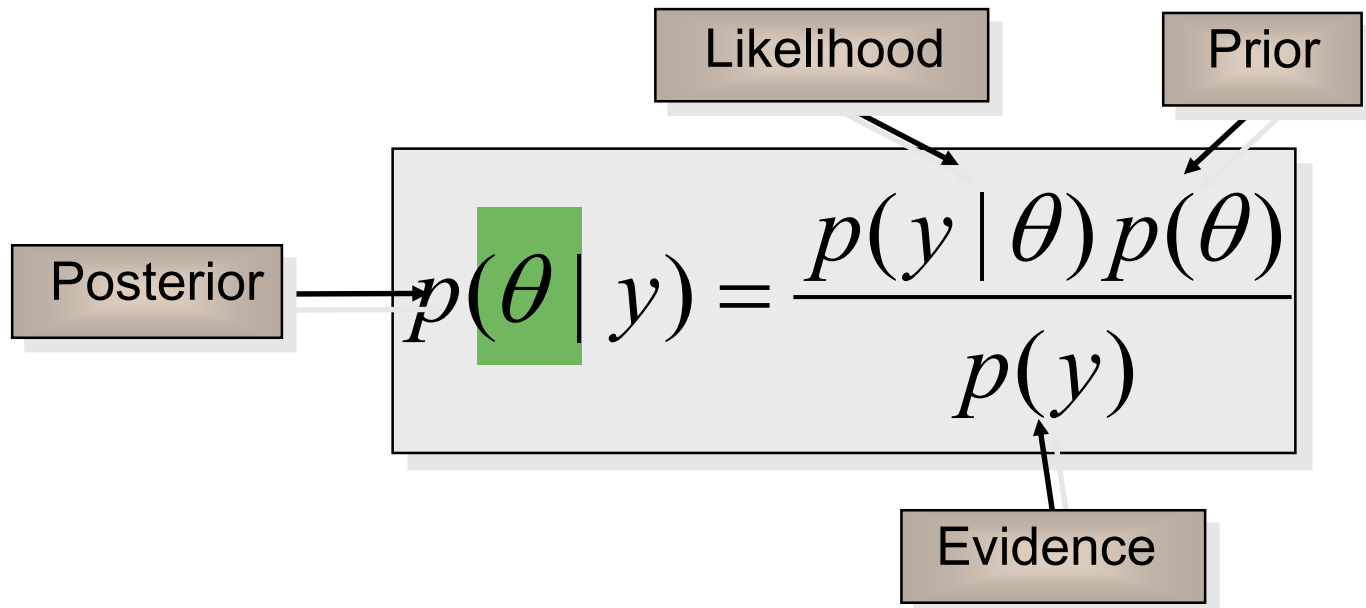 Likelihood Prior
Posterior
p(θ | y) = p(y | θ) p(θ)
p(y)
Evidence